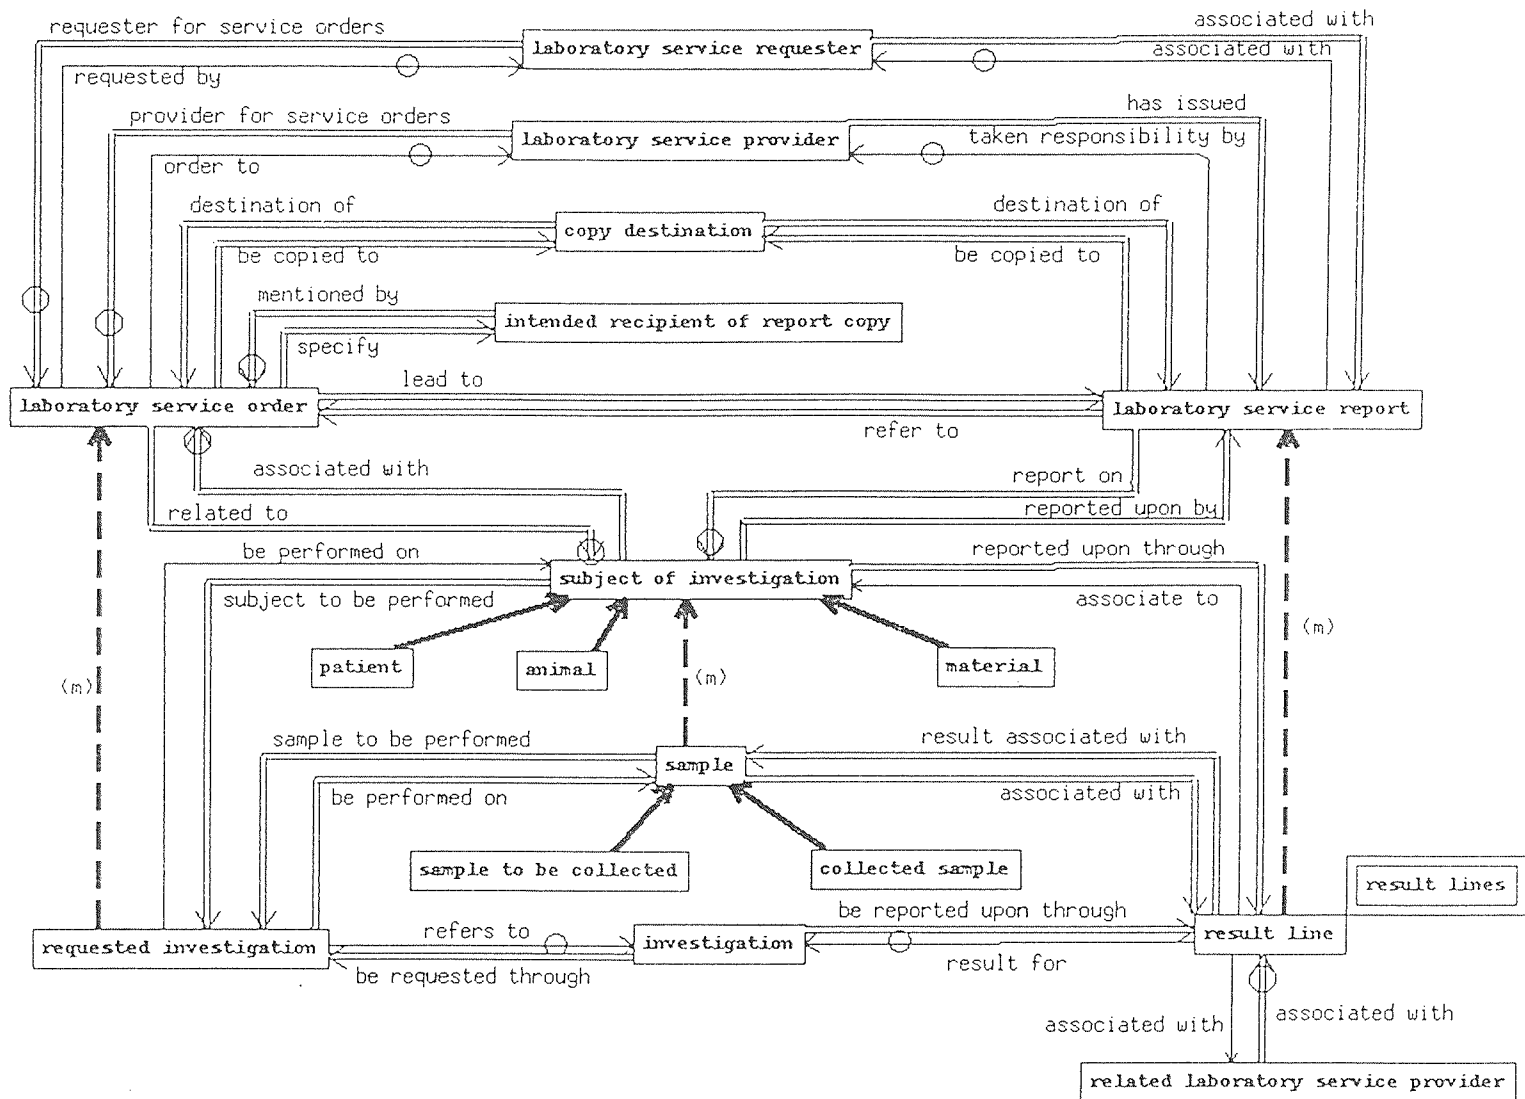 requester for service orders
laboratory service requester
associated with
associated with
requested by
provider for service orders
laboratory service provider
has issued
taken responsibility by
order to
destination of
copy destination
destination of
be copied to
be copied to
mentioned by
intended recipient of report copy
specify
lead to
laboratory service order
laboratory service report
refer to
associated with
report on
related to
reported upon by
be performed on
reported upon through
subject of investigation
subject to be performed
associate to
(m)
patient
animal
material
(m)
(m)
sample to be performed
result associated with
sample
be performed on
associated with
sample to be collected
collected sample
result lines
be reported upon through
refers to
requested investigation
investigation
result line
be requested through
result for
associated with
associated with
related laboratory service provider